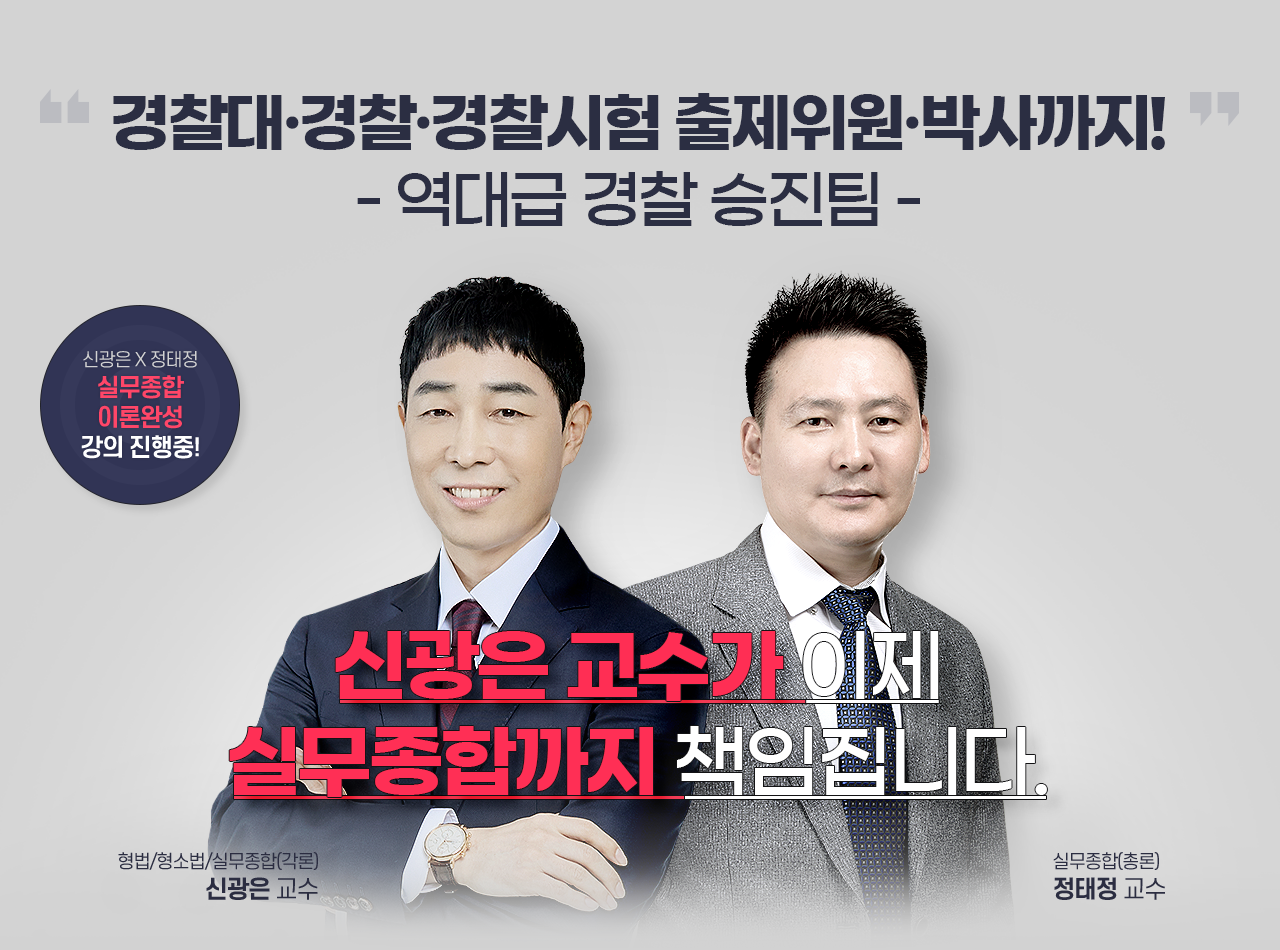 “ 경찰대·경찰·경찰시험 출제위원·박사까지! ”
- 역대급 경찰 승진팀 -
신광은 X 정태정
실무종합
이론완성
강의 진행중!
신광은 교수가 이제
실무종합까지 책임집니다.
형법/형소법/실무종합(각론)
신광은 교수
실무종합(총론)
정태정 교수